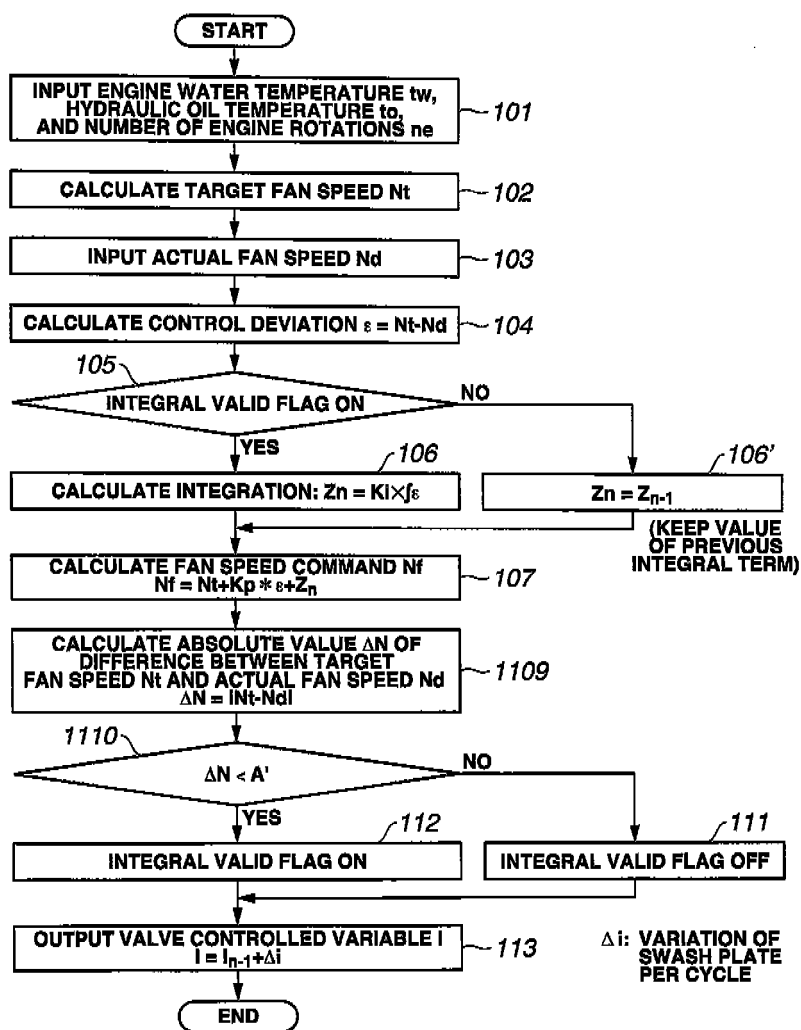 START
INPUT ENGINE WATER TEMPERATURE tw,
HYDRAULIC OIL TEMPERATURE to,
AND NUMBER OF ENGINE ROTATIONS ne
101
CALCULATE TARGET FAN SPEED Nt
102
INPUT ACTUAL FAN SPEED Nd
103
CALCULATE CONTROL DEVIATION ε = Nt-Nd
104
105
INTEGRAL VALID FLAG ON
NO
YES
106
CALCULATE INTEGRATION: Zn = Ki×∫ε
106'
Zn = Zn-1
(KEEP VALUE
OF PREVIOUS
INTEGRAL TERM)
CALCULATE FAN SPEED COMMAND Nf
Nf = Nt+Kp * ε+Zn
107
CALCULATE ABSOLUTE VALUE ΔN OF
DIFFERENCE BETWEEN TARGET
FAN SPEED Nt AND ACTUAL FAN SPEED Nd
ΔN = |Nt-Nd|
1109
1110
ΔN < A'
NO
YES
112
INTEGRAL VALID FLAG ON
111
INTEGRAL VALID FLAG OFF
OUTPUT VALVE CONTROLLED VARIABLE i
i = In-1+Δi
113
Δi: VARIATION OF
SWASH PLATE
PER CYCLE
END